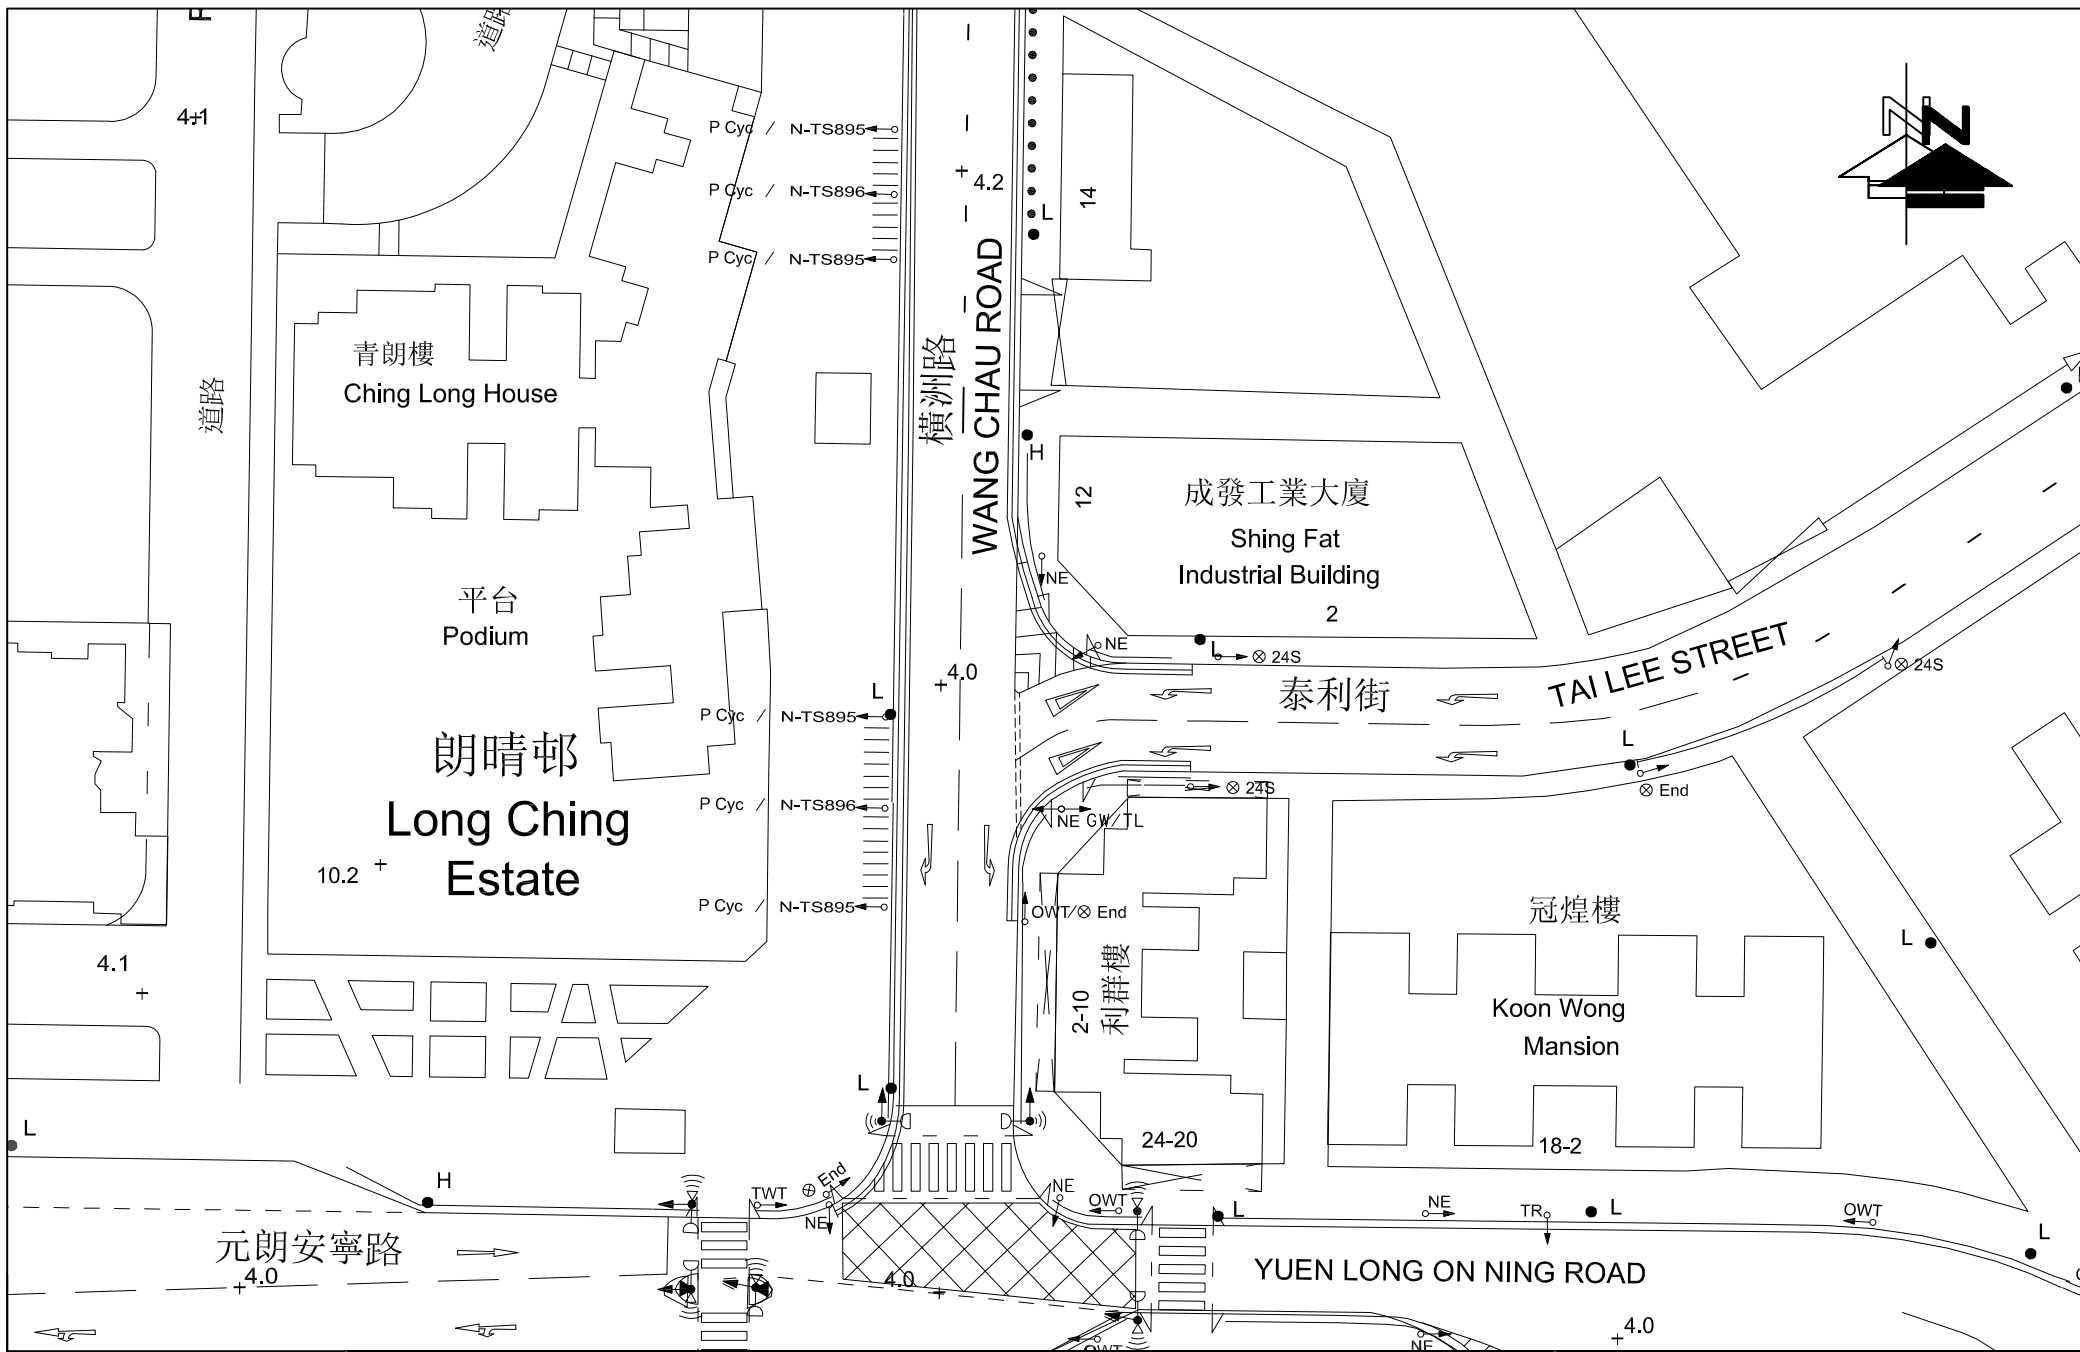 道路
4.1
P Cyc / N-TS895
P Cyc / N-TS896
P Cyc / N-TS895
4.2
L
14
N
N
青朗樓
Ching Long House
道路
橫洲路
WANG CHAU ROAD
H
12
成發工業大廈
Shing Fat
Industrial Building
2
NE
NE
L
⊗ 24S
平台
Podium
4.0
泰利街
TAI LEE STREET
⊗ 24S
L
⊗ End
L
P Cyc / N-TS895
P Cyc / N-TS896
P Cyc / N-TS895
朗晴邨
Long Ching
Estate
10.2
⊗ 24S
NE GW/TL
OWT/⊗ End
2-10
利群樓
冠煌樓
Koon Wong
Mansion
L
4.1
L
L
24-20
18-2
H
TWT
⊗ End
NE
NE
OWT
L
NE
TR
L
OWT
L
元朗安寧路
4.0
4.0
YUEN LONG ON NING ROAD
4.0
OWT
NE